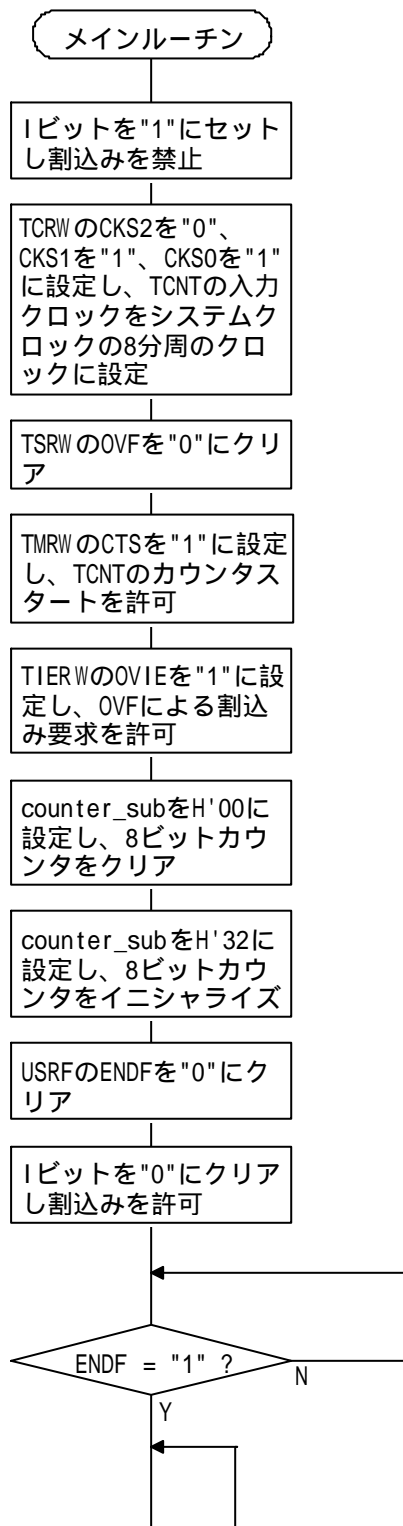 メインルーチン
Iビットを"1"にセット
し割込みを禁止
TCRWのCKS2を"0"、
CKS1を"1"、CKS0を"1"
に設定し、TCNTの入力
クロックをシステムク
ロックの8分周のクロ
ックに設定
TSRWのOVFを"0"にクリ
ア
TMRWのCTSを"1"に設定
し、TCNTのカウンタス
タートを許可
TIERWのOVIEを"1"に設
定し、OVFによる割込
み要求を許可
counter_subをH'00に
設定し、8ビットカウ
ンタをクリア
counter_subをH'32に
設定し、8ビットカウ
ンタをイニシャライズ
USRFのENDFを"0"にク
リア
Iビットを"0"にクリア
し割込みを許可
ENDF = "1" ?
N
Y